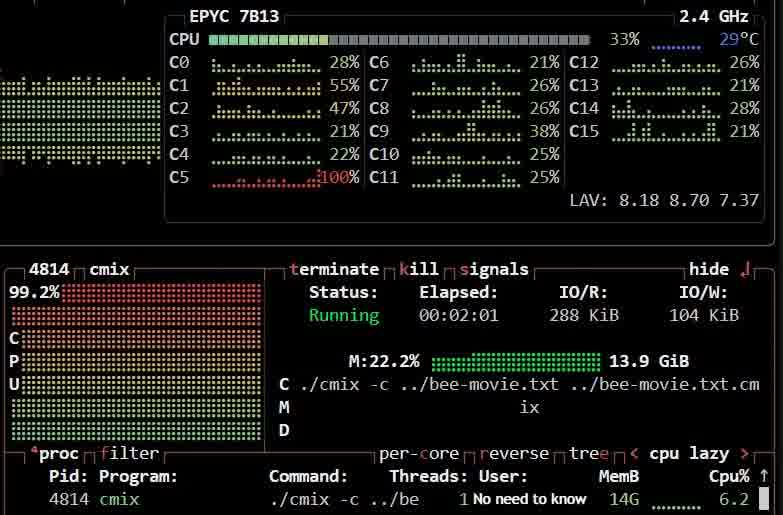 EPYC 7B13 2.4 GHz
CPU 33% 29°C
C0 28% C6 21% C12 26%
C1 55% C7 26% C13 21%
C2 47% C8 26% C14 28%
C3 21% C9 38% C15 21%
C4 22% C10 25%
C5 100% C11 25%
LAV: 8.18 8.70 7.37
4814 cmix terminate kill signals hide ↲
99.2% Status: Elapsed: IO/R: IO/W:
Running 00:02:01 288 KiB 104 KiB
C
P M:22.2% 13.9 GiB
U C ./cmix -c ../bee-movie.txt ../bee-movie.txt.cm
M ix
D
⁴proc filter per-core reverse tree < cpu lazy >
Pid: Program: Command: Threads: User: MemB Cpu% ↑
4814 cmix ./cmix -c ../be 1 No need to know 14G 6.2